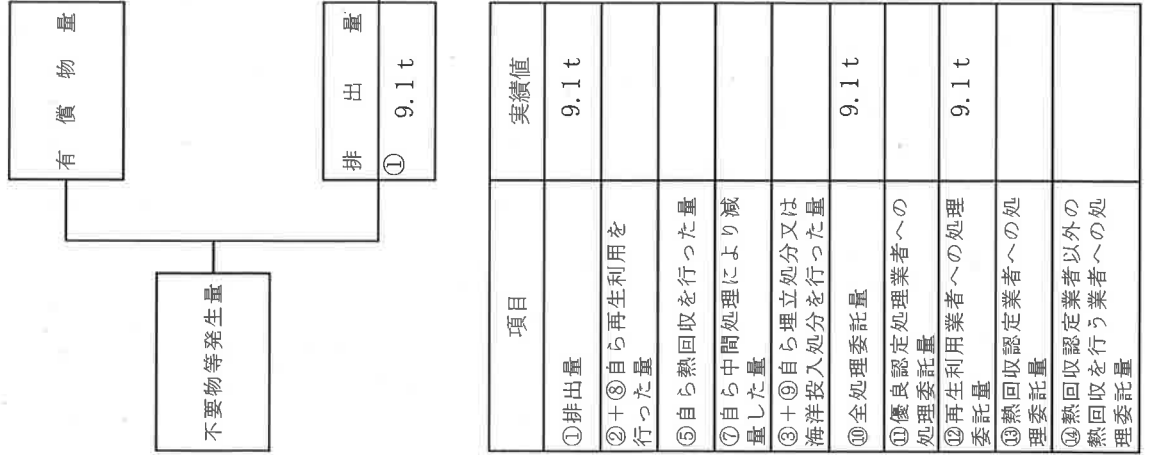 有償物量
不要物等発生量
排出量
①
9.1t
項目
実績値
①排出量
9.1t
②＋⑧自ら再生利用を
行った量
⑤自ら熱回収を行った量
⑦自ら中間処理により減
量した量
③＋⑨自ら埋立処分又は
海洋投入処分を行った量
⑩全処理委託量
9.1t
⑪優良認定処理業者への
処理委託量
⑫再生利用業者への処理
委託量
9.1t
⑬熱回収認定業者への処
理委託量
⑭熱回収認定業者以外の
熱回収を行う業者への処
理委託量